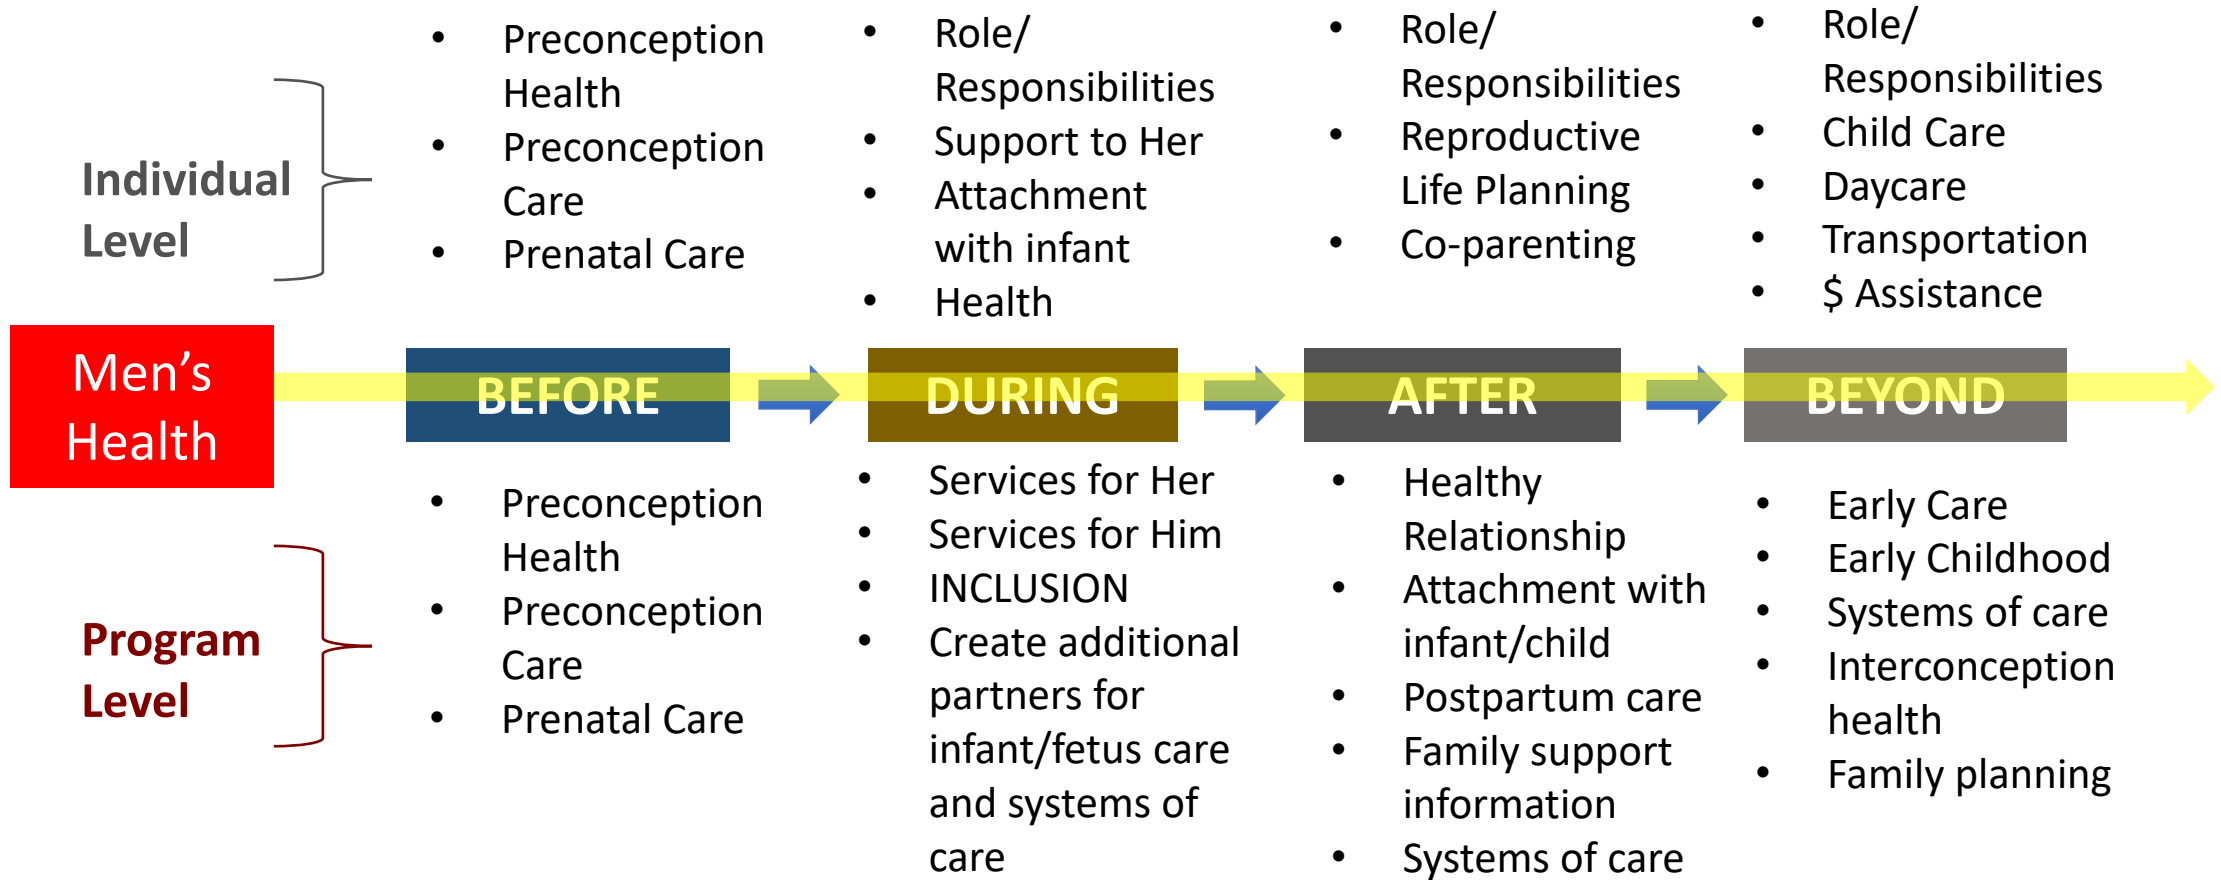 • Preconception
Health
• Preconception
Care
• Prenatal Care
• Role/
Responsibilities
• Support to Her
• Attachment
with infant
• Health
• Role/
Responsibilities
• Reproductive
Life Planning
• Co-parenting
• Role/
Responsibilities
• Child Care
• Daycare
• Transportation
• $ Assistance
Individual
Level
Men’s
Health
BEFORE
DURING
AFTER
BEYOND
Program
Level
• Preconception
Health
• Preconception
Care
• Prenatal Care
• Services for Her
• Services for Him
• INCLUSION
• Create additional
partners for
infant/fetus care
and systems of
care
• Healthy
Relationship
• Attachment with
infant/child
• Postpartum care
• Family support
information
• Systems of care
• Early Care
• Early Childhood
• Systems of care
• Interconception
health
• Family planning